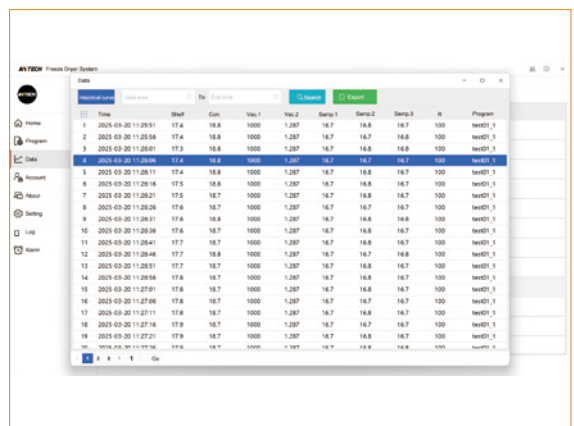 AVITECH Freeze Dryer System
Data
Historical curve Start time To End time Search Export
Time Shelf Con. Vac.1 Vac.2 Samp.1 Samp.2 Samp.3 R Program
Home
Program
Data
Account
About
Setting
Log
Alarm
1 2025-03-20 11:25:51 17.4 18.8 1000 1.287 16.7 16.8 16.7 100 test01_1
2 2025-03-20 11:25:56 17.4 18.8 1000 1.287 16.7 16.8 16.8 100 test01_1
3 2025-03-20 11:26:01 17.3 18.8 1000 1.287 16.7 16.8 16.7 100 test01_1
4 2025-03-20 11:26:06 17.4 18.8 1000 1.287 16.7 16.7 16.7 100 test01_1
5 2025-03-20 11:26:11 17.4 18.8 1000 1.287 16.7 16.8 16.8 100 test01_1
6 2025-03-20 11:26:16 17.5 18.8 1000 1.287 16.7 16.8 16.7 100 test01_1
7 2025-03-20 11:26:21 17.5 18.7 1000 1.287 16.7 16.8 16.7 100 test01_1
8 2025-03-20 11:26:26 17.6 18.7 1000 1.287 16.7 16.7 16.7 100 test01_1
9 2025-03-20 11:26:31 17.6 18.8 1000 1.287 16.7 16.8 16.8 100 test01_1
10 2025-03-20 11:26:36 17.6 18.7 1000 1.287 16.7 16.8 16.7 100 test01_1
11 2025-03-20 11:26:41 17.7 18.7 1000 1.287 16.7 16.7 16.7 100 test01_1
12 2025-03-20 11:26:46 17.7 18.8 1000 1.287 16.7 16.8 16.8 100 test01_1
13 2025-03-20 11:26:51 17.7 18.7 1000 1.287 16.7 16.8 16.7 100 test01_1
14 2025-03-20 11:26:56 17.8 18.7 1000 1.287 16.7 16.8 16.7 100 test01_1
15 2025-03-20 11:27:01 17.8 18.7 1000 1.287 16.7 16.8 16.7 100 test01_1
16 2025-03-20 11:27:06 17.8 18.7 1000 1.287 16.7 16.7 16.7 100 test01_1
17 2025-03-20 11:27:11 17.8 18.7 1000 1.287 16.7 16.8 16.8 100 test01_1
18 2025-03-20 11:27:16 17.9 18.7 1000 1.287 16.7 16.7 16.7 100 test01_1
19 2025-03-20 11:27:21 17.9 18.7 1000 1.287 16.7 16.8 16.7 100 test01_1
1 2 3 1 Go